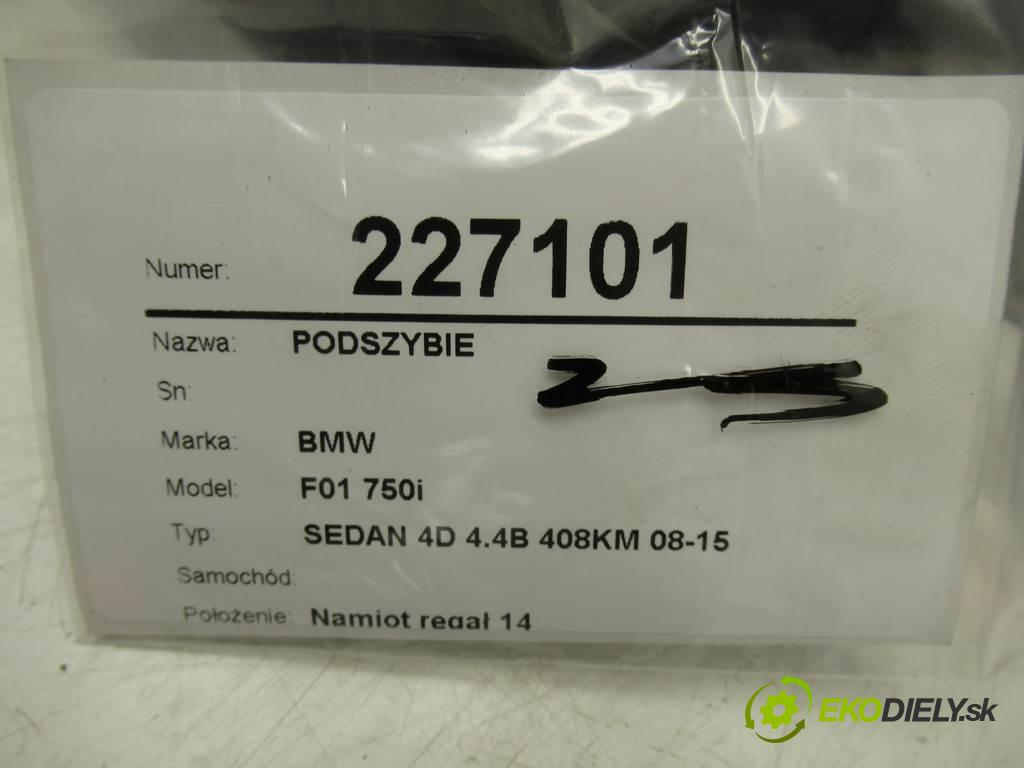 Numer: 227101
Nazwa: PODSZYBIE
Sn:
Marka: BMW
Model: F01 750i
Typ: SEDAN 4D 4.4B 408KM 08-15
Samochód:
Położenie: Namiot regał 14
EKODIELY.sk